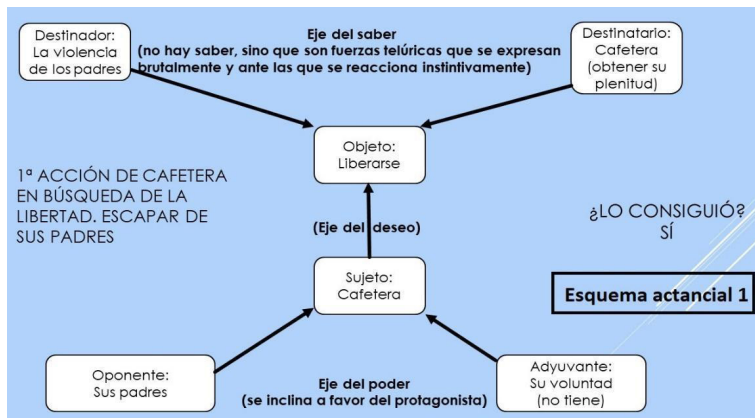 Destinador:
La violencia
de los padres
Eje del saber
(no hay saber, sino que son fuerzas telúricas que se expresan
brutalmente y ante las que se reacciona instintivamente)
Destinatario:
Cafetera
(obtener su
plenitud)
Objeto:
Liberarse
1ª ACCIÓN DE CAFETERA
EN BÚSQUEDA DE LA
LIBERTAD. ESCAPAR DE
SUS PADRES
(Eje del deseo)
¿LO CONSIGUIÓ?
SÍ
Sujeto:
Cafetera
Esquema actancial 1
Oponente:
Sus padres
Eje del poder
(se inclina a favor del protagonista)
Adyuvante:
Su voluntad
(no tiene)